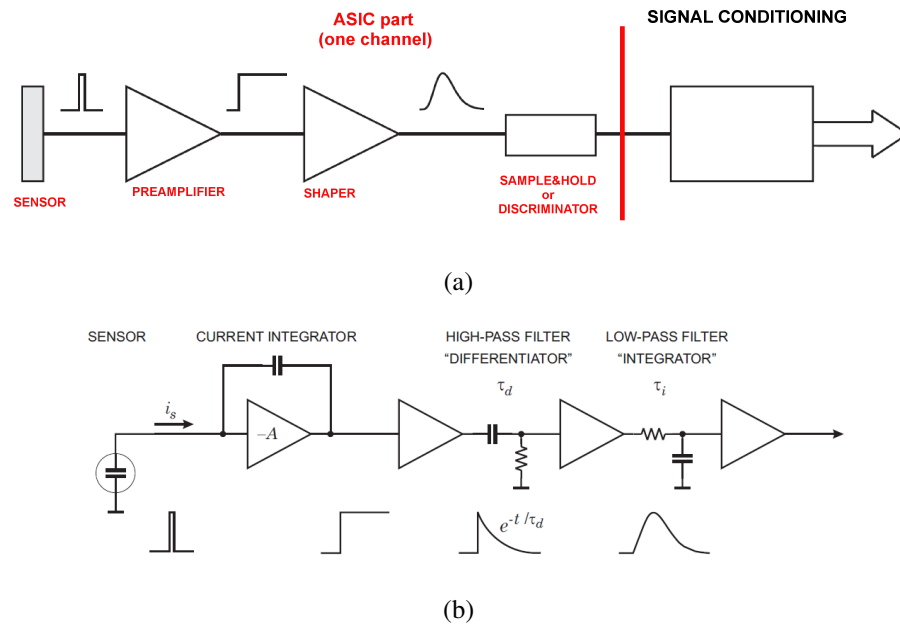 ASIC part
(one channel)
SIGNAL CONDITIONING
SENSOR
PREAMPLIFIER
SHAPER
SAMPLE&HOLD
or
DISCRIMINATOR
(a)
SENSOR
CURRENT INTEGRATOR
HIGH-PASS FILTER
“DIFFERENTIATOR”
τd
LOW-PASS FILTER
“INTEGRATOR”
τi
is
–A
e-t /τd
(b)